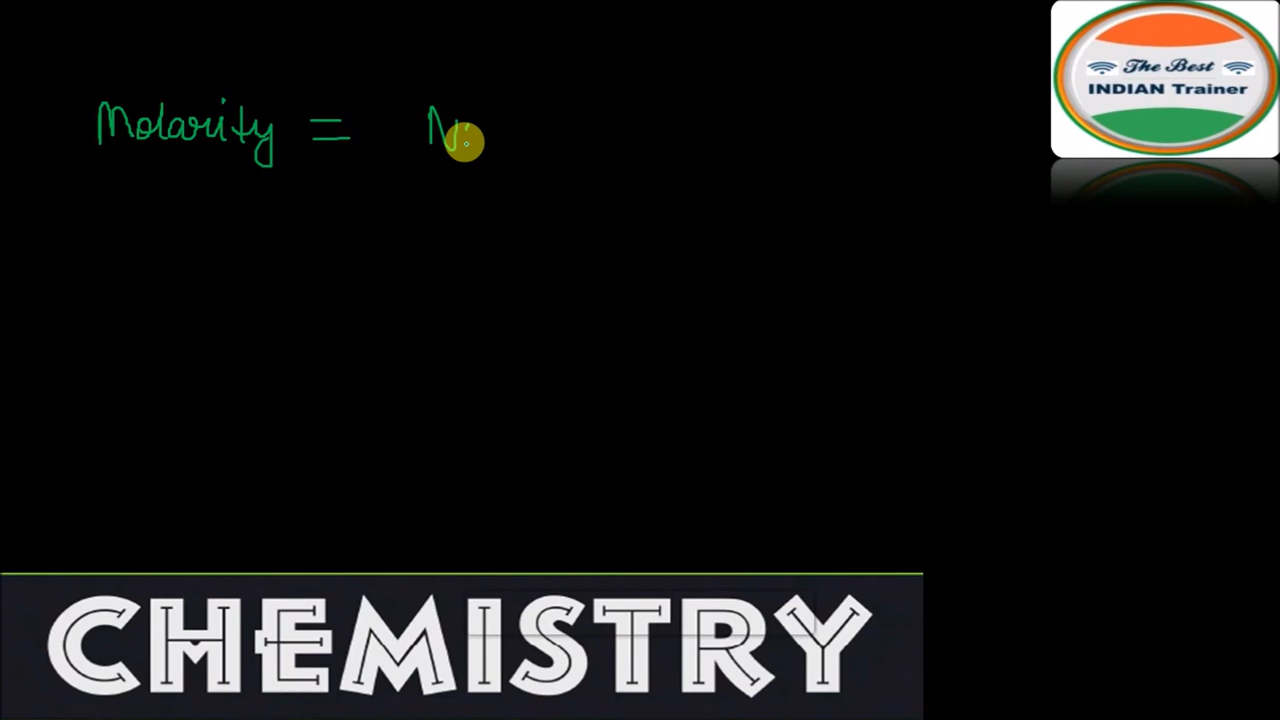 Molarity = N
The Best
INDIAN Trainer
CHEMISTRY